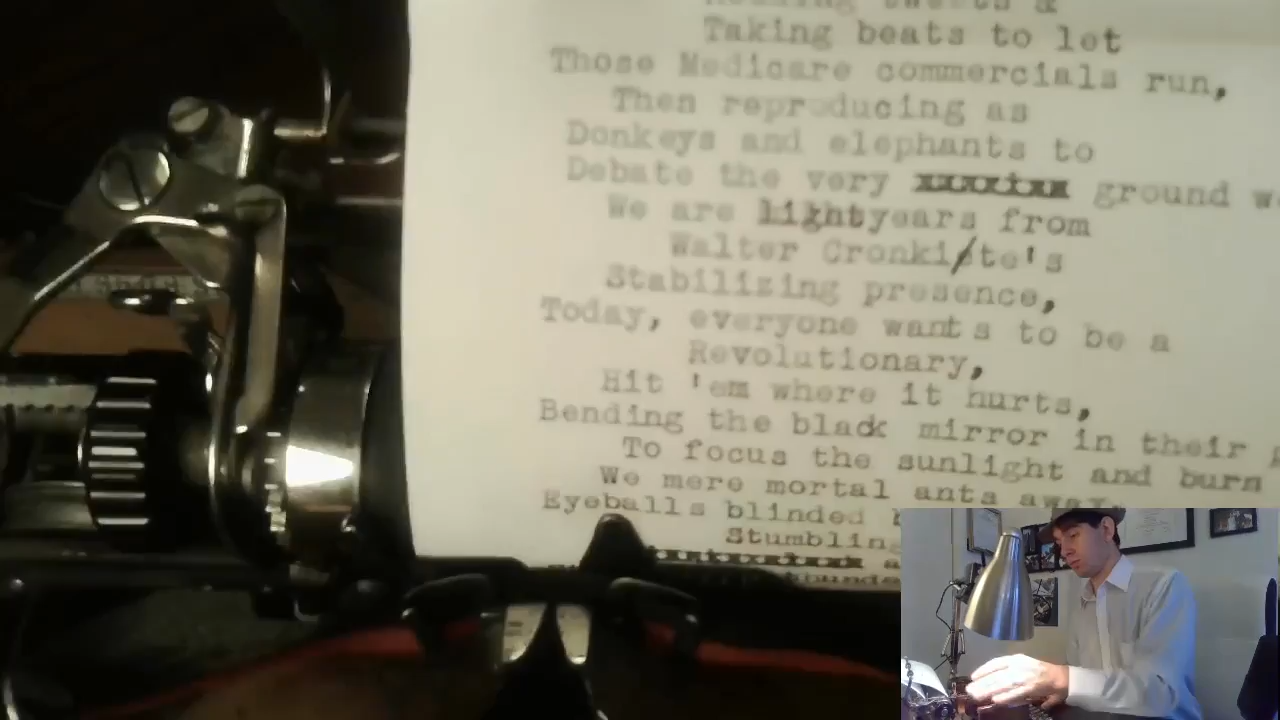 Taking beats to let
Those Medicare commercials run,
Then reproducing as
Donkeys and elephants to
Debate the very xxxxxxx ground w
We are lightyears from
Walter Cronki/te's
Stabilizing presence,
Today, everyone wants to be a
Revolutionary,
Hit 'em where it hurts,
Bending the black mirror in their
To focus the sunlight and burn
We mere mortal ants away
Eyeballs blinded
Stumbling